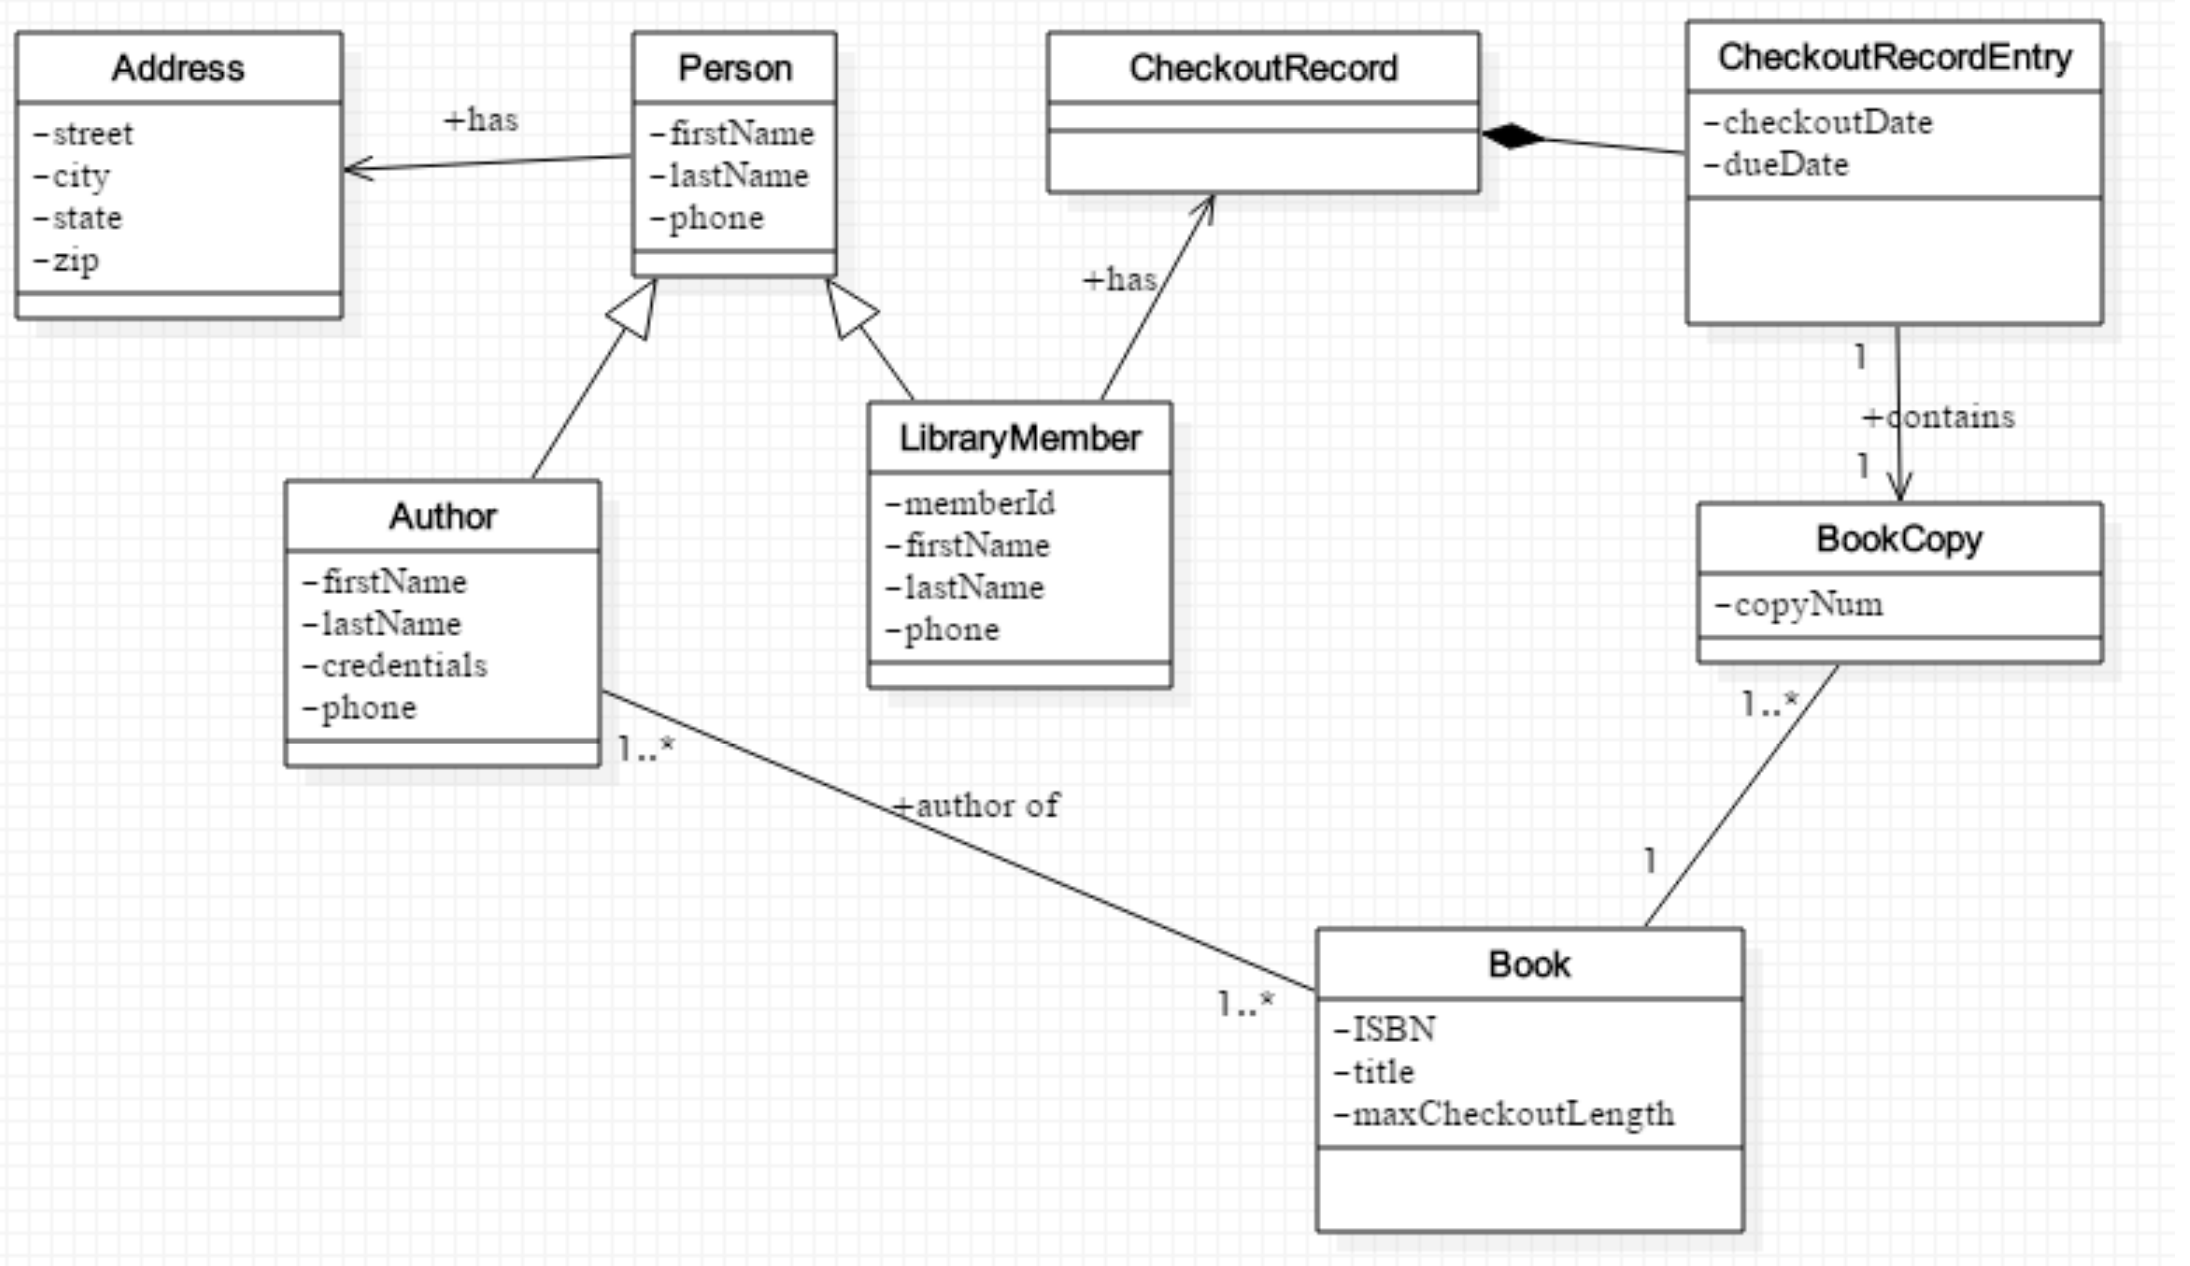 Address
-street
-city
-state
-zip
+has
Person
-firstName
-lastName
-phone
CheckoutRecord
CheckoutRecordEntry
-checkoutDate
-dueDate
+has
1
+contains
1
LibraryMember
-memberId
-firstName
-lastName
-phone
Author
-firstName
-lastName
-credentials
-phone
BookCopy
-copyNum
1..*
1..*
+author of
1
1..*
Book
-ISBN
-title
-maxCheckoutLength